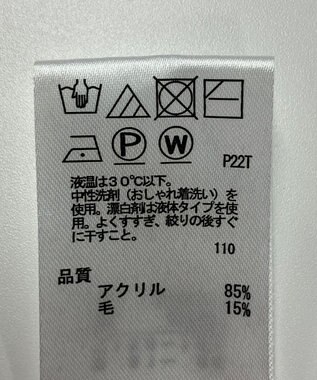 P
W
P22T
液温は30℃以下。
中性洗剤（おしゃれ着洗い）を
使用。漂白剤は液体タイプを使
用。よくすすぎ、絞りの後すぐ
に干すこと。
110
品質
アクリル 85%
毛 15%